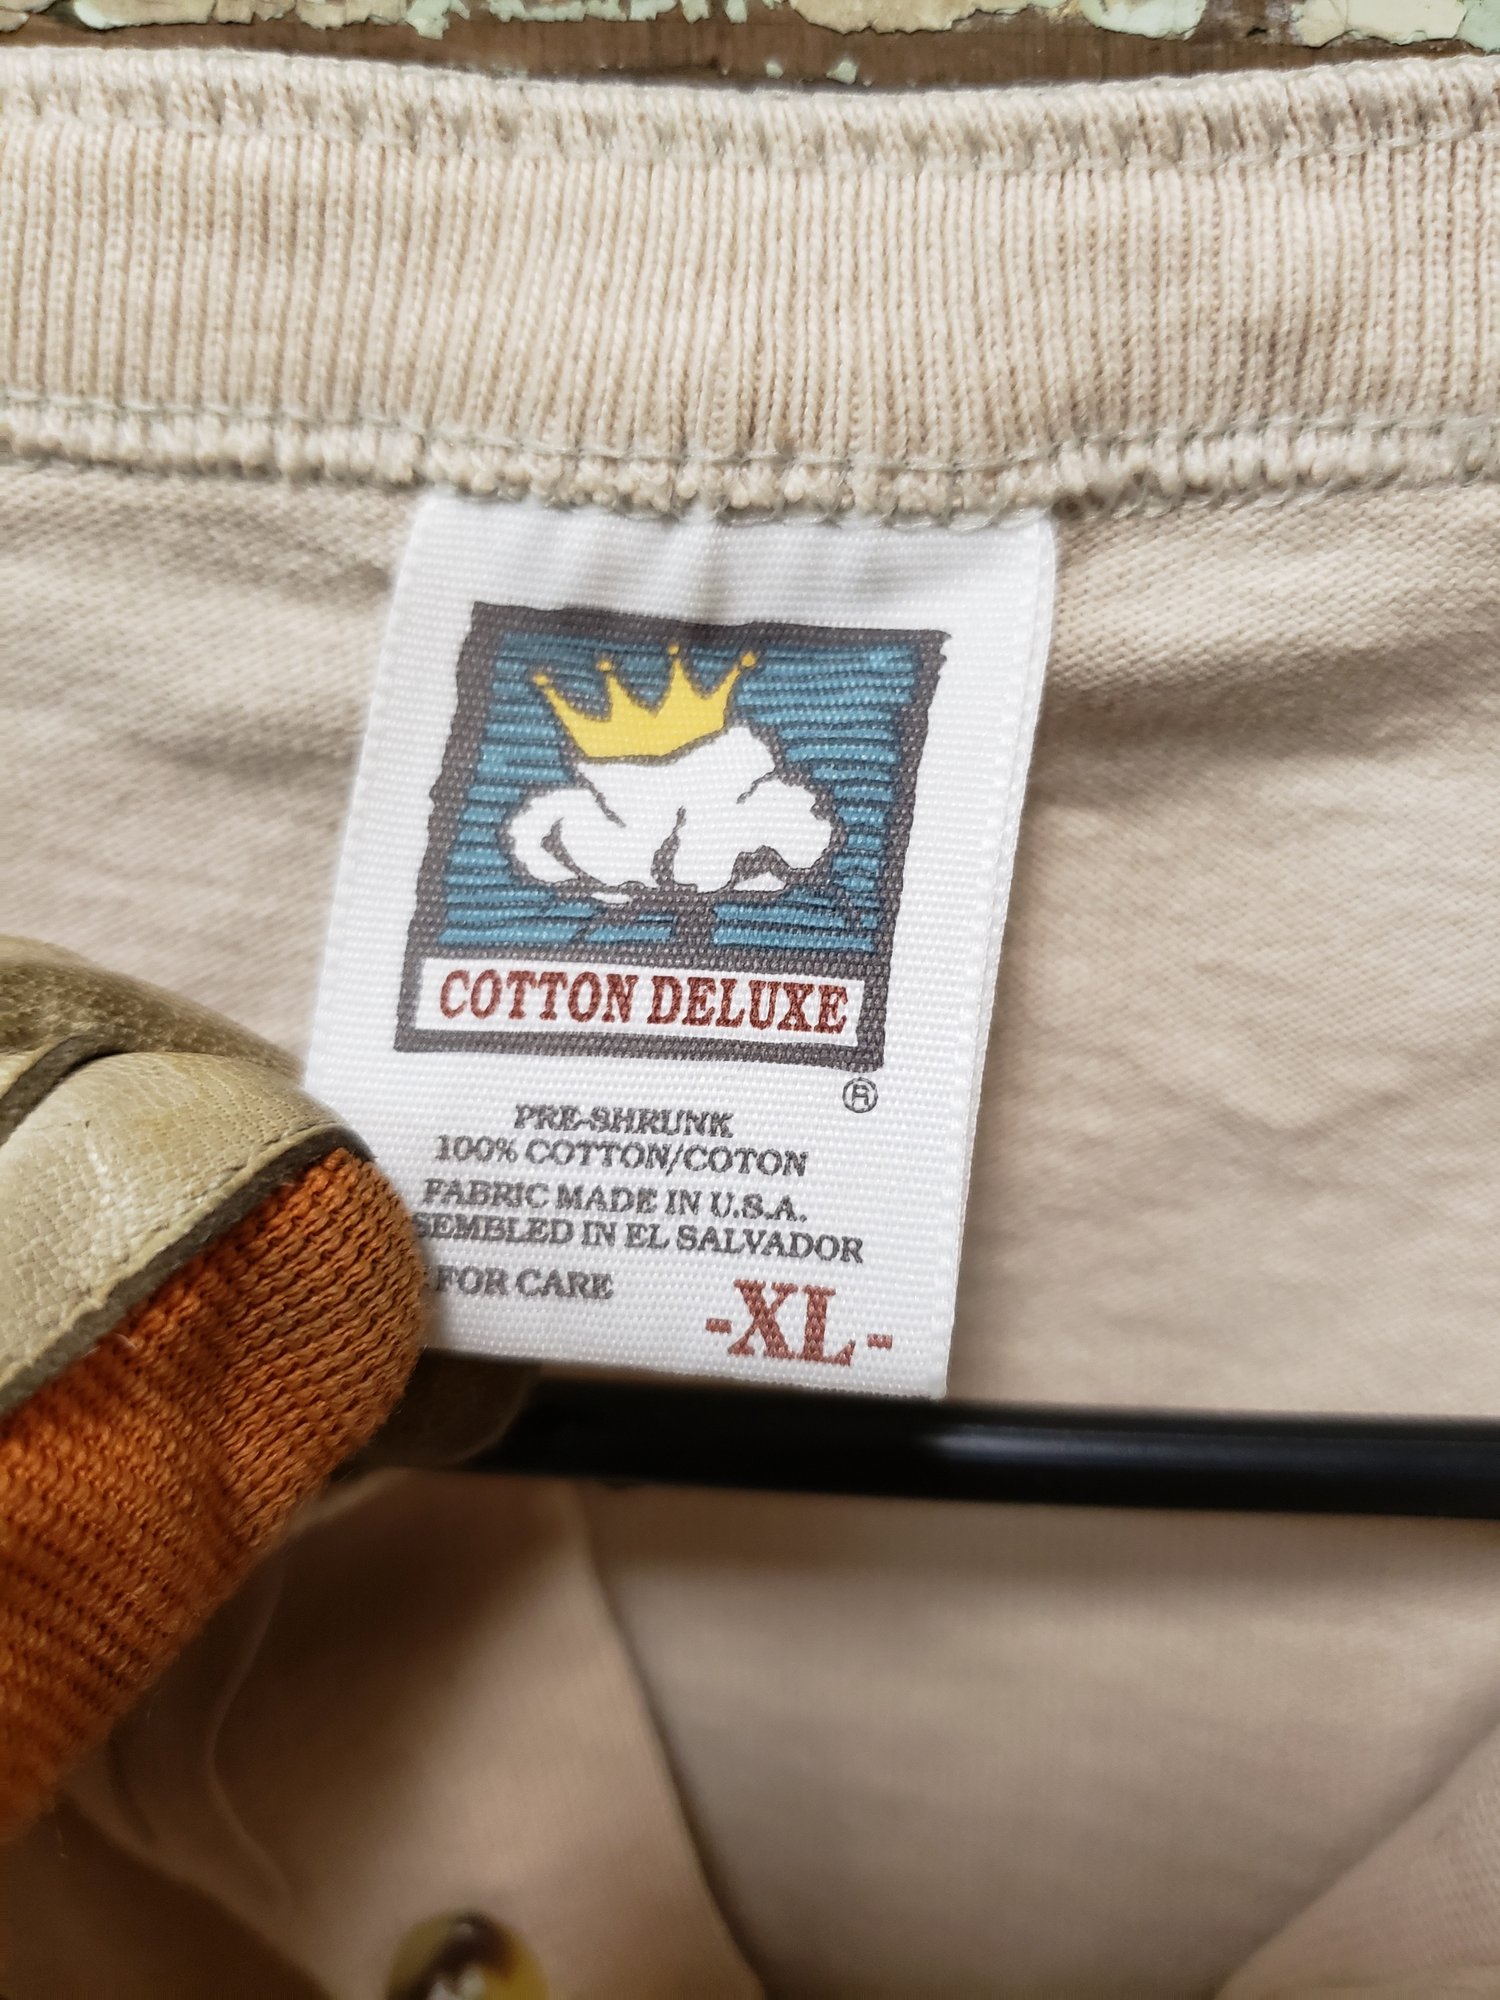 COTTON DELUXE
®
PRE-SHRUNK
100% COTTON/COTON
FABRIC MADE IN U.S.A.
SEMBLED IN EL SALVADOR
FOR CARE
-XL-